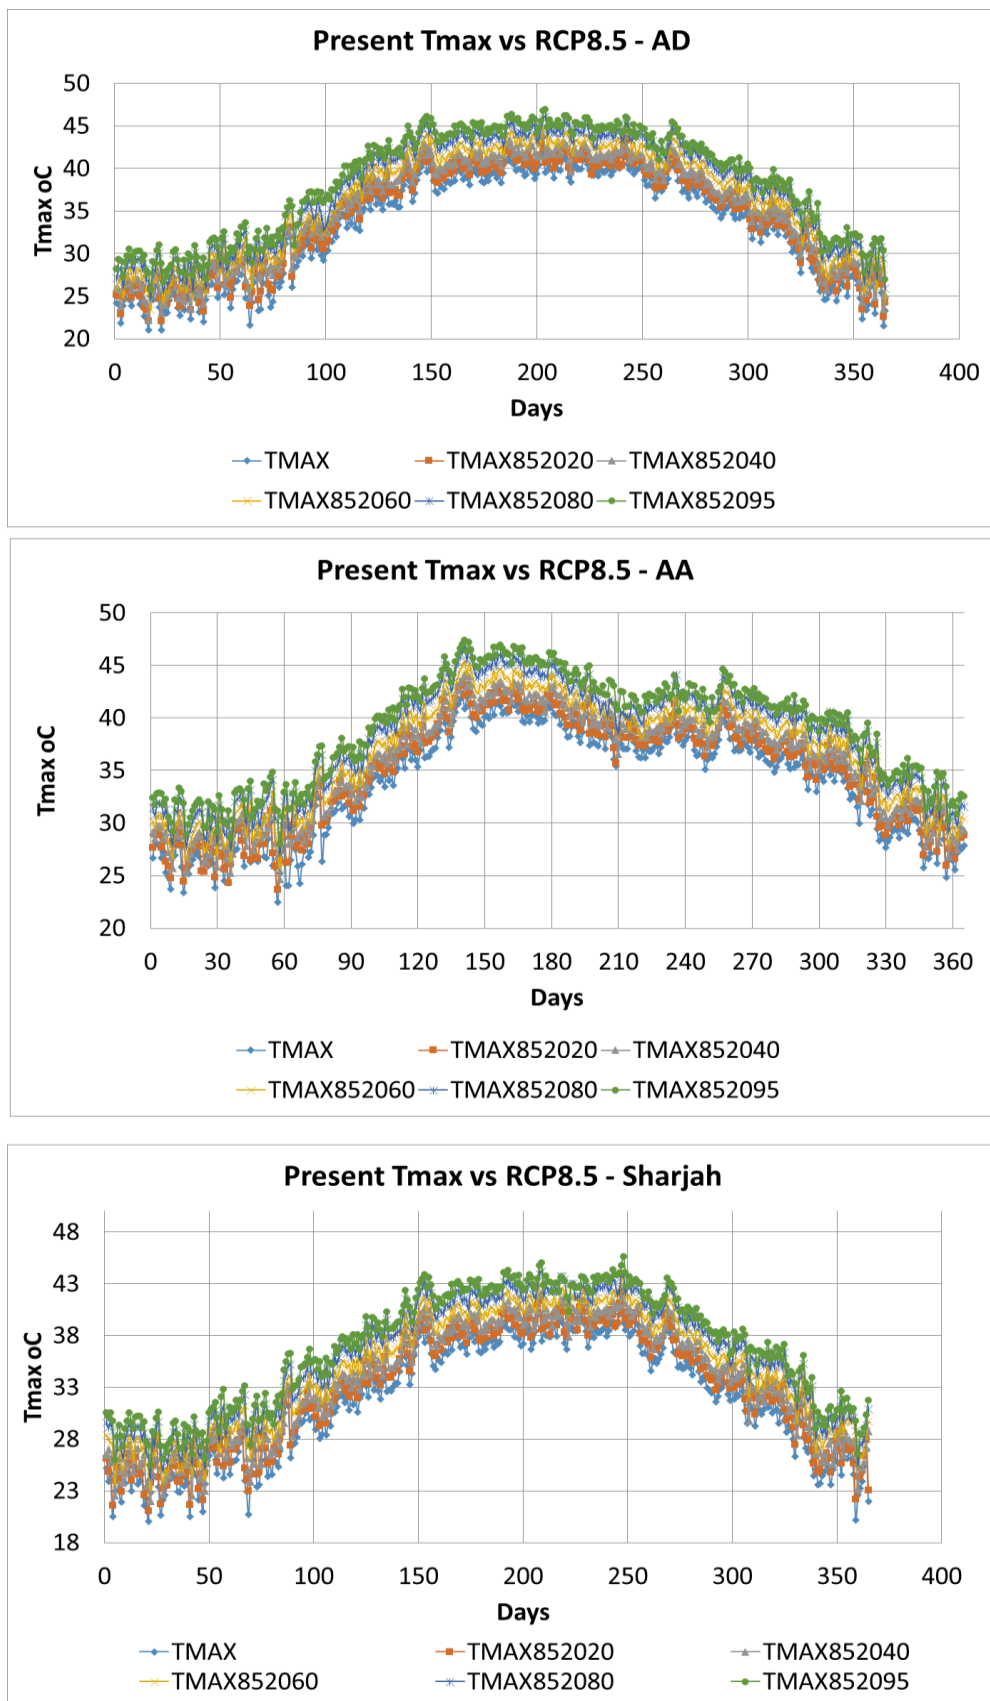 Present Tmax vs RCP8.5 - AD
50
45
40
35
30
25
20
Tmax oC
0 50 100 150 200 250 300 350 400
Days
TMAX TMAX852020 TMAX852040
TMAX852060 TMAX852080 TMAX852095
Present Tmax vs RCP8.5 - AA
50
45
40
35
30
25
20
Tmax oC
0 30 60 90 120 150 180 210 240 270 300 330 360
Days
TMAX TMAX852020 TMAX852040
TMAX852060 TMAX852080 TMAX852095
Present Tmax vs RCP8.5 - Sharjah
48
43
38
33
28
23
18
Tmax oC
0 50 100 150 200 250 300 350 400
Days
TMAX TMAX852020 TMAX852040
TMAX852060 TMAX852080 TMAX852095